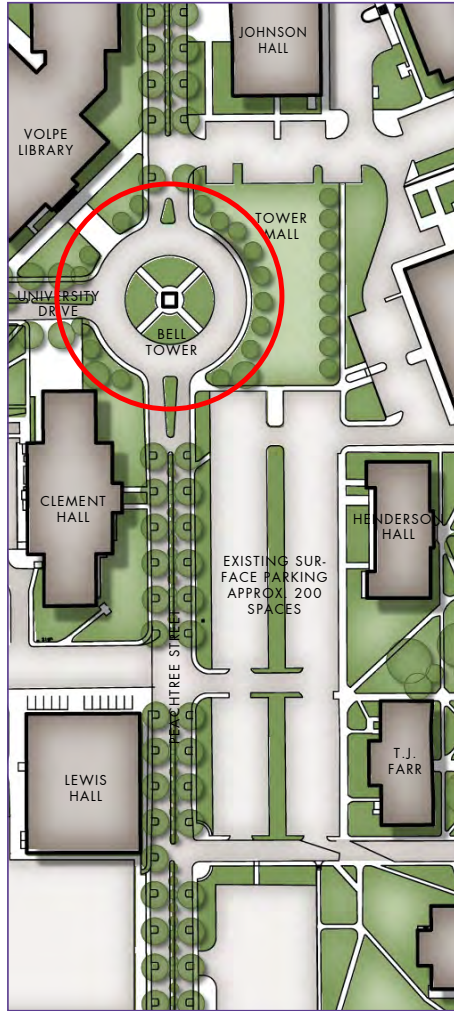 JOHNSON
HALL
VOLPE
LIBRARY
TOWER
MALL
UNIVERSITY
DRIVE
BELL
TOWER
CLEMENT
HALL
HENDERSON
HALL
EXISTING SUR-
FACE PARKING
APPROX. 200
SPACES
PEACHTREE STREET
LEWIS
HALL
T.J.
FARR